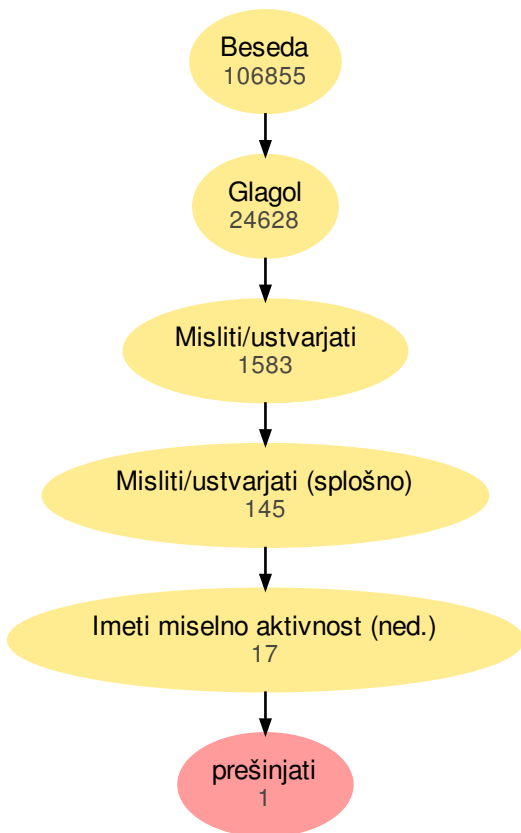 Beseda
106855
Glagol
24628
Misliti/ustvarjati
1583
Misliti/ustvarjati (splošno)
145
Imeti miselno aktivnost (ned.)
17
prešinjati
1